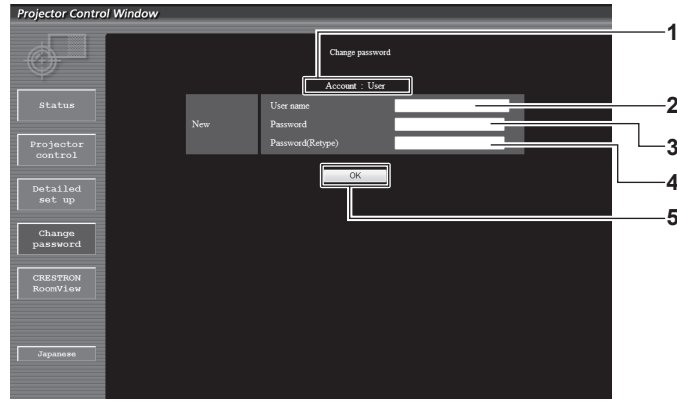 Projector Control Window
Change password
Account : User
New
User name
Password
Password(Retype)
OK
Status
Projector
control
Detailed
set up
Change
password
CRESTRON
RoomView
Japanese
1
2
3
4
5